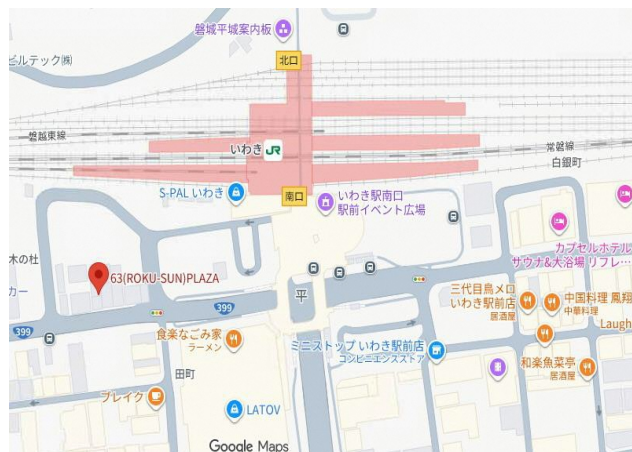 磐城平城案内板
ビルテック㈱
北口
磐越東線
いわき JR
常磐線
白銀町
S-PAL いわき
南口
いわき駅南口
駅前イベント広場
カプセルホテル
サウナ&大浴場 リフレ…
木の杜
63(ROKU-SUN)PLAZA
カー
平
三代目鳥メロ
いわき駅前店
居酒屋
中国料理 鳳翔
中華料理
399
399
食楽なごみ家
ラーメン
ミニストップ いわき駅前店
コンビニエンスストア
Laugh
和楽魚菜亭
居酒屋
田町
ブレイク
LATOV
Google Maps